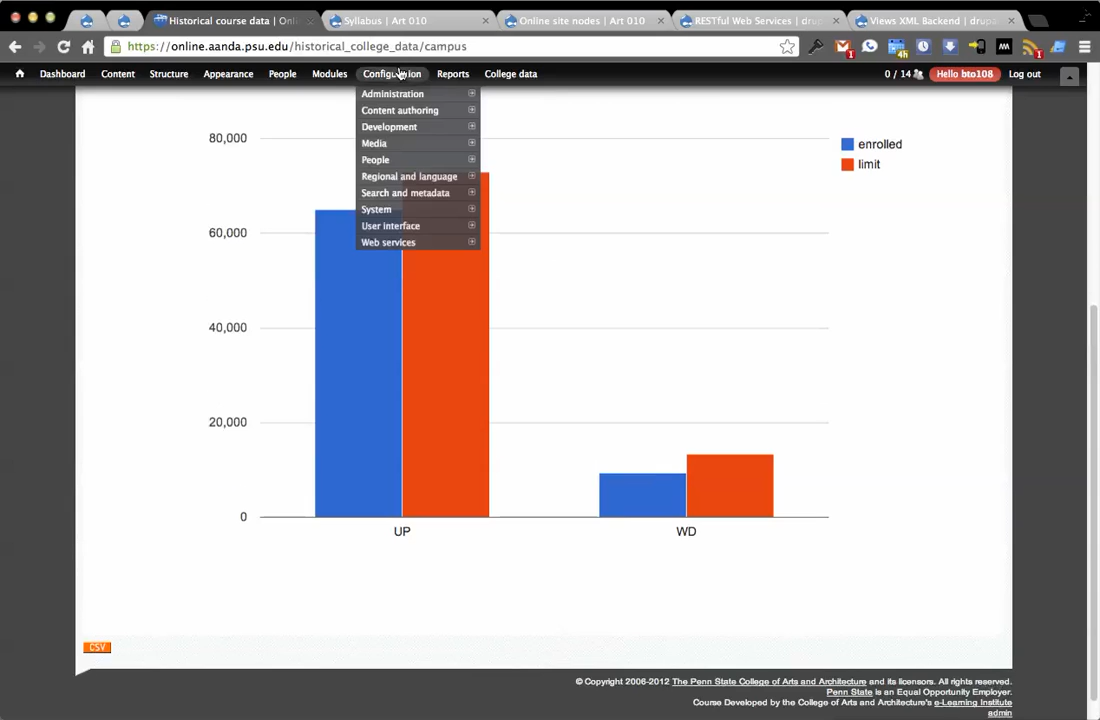 Historical course data | Onli
Syllabus | Art 010
Online site nodes | Art 010
RESTful Web Services | drup
Views XML Backend | drupa
https://online.aanda.psu.edu/historical_college_data/campus
1
4h
1
Dashboard Content Structure Appearance People Modules Configuration Reports College data 0 / 14 Hello bto108 Log out
Administration
Content authoring
Development
Media
People
Regional and language
Search and metadata
System
User interface
Web services
80,000
60,000
40,000
20,000
0
enrolled
limit
UP WD
CSV
© Copyright 2006-2012 The Penn State College of Arts and Architecture and its licensors. All rights reserved.
Penn State is an Equal Opportunity Employer.
Course Developed by the College of Arts and Architecture's e-Learning Institute
admin